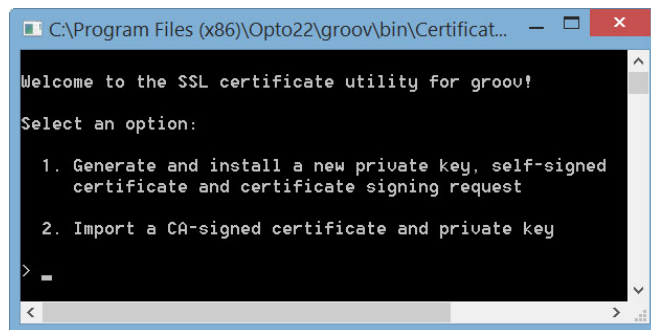 C:\Program Files (x86)\Opto22\groov\bin\Certificat...
Welcome to the SSL certificate utility for groov!
Select an option:
1. Generate and install a new private key, self-signed
certificate and certificate signing request
2. Import a CA-signed certificate and private key
> _